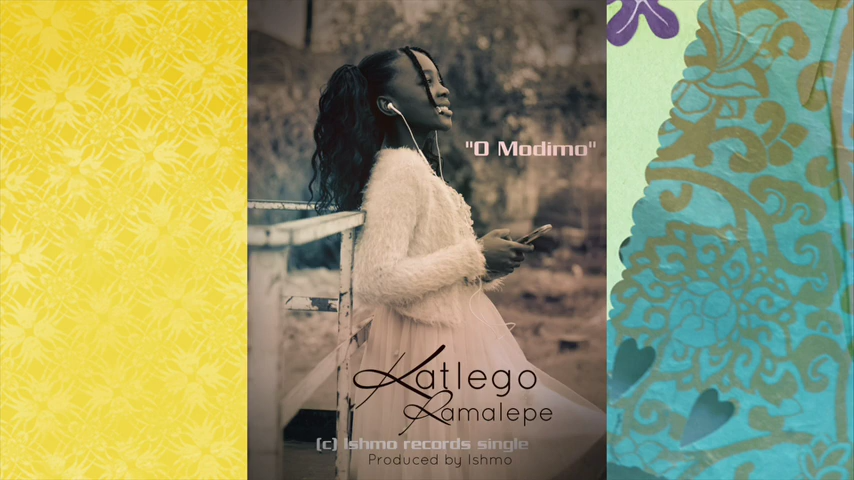 "O Modimo"
Katlego
Ramalepe
(c) Ishmo records single
Produced by Ishmo